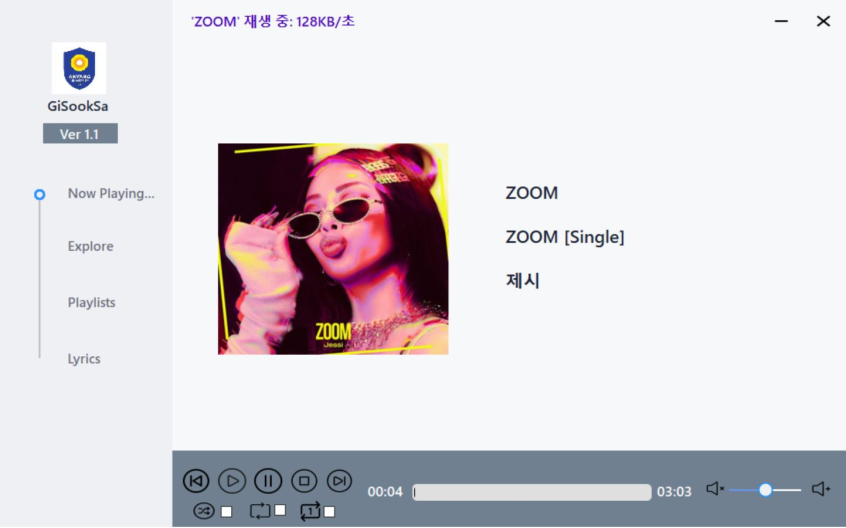 'ZOOM' 재생 중: 128KB/초
GiSookSa
Ver 1.1
Now Playing...
Explore
Playlists
Lyrics
ZOOM
Jessi
ZOOM
ZOOM [Single]
제시
00:04
03:03
1